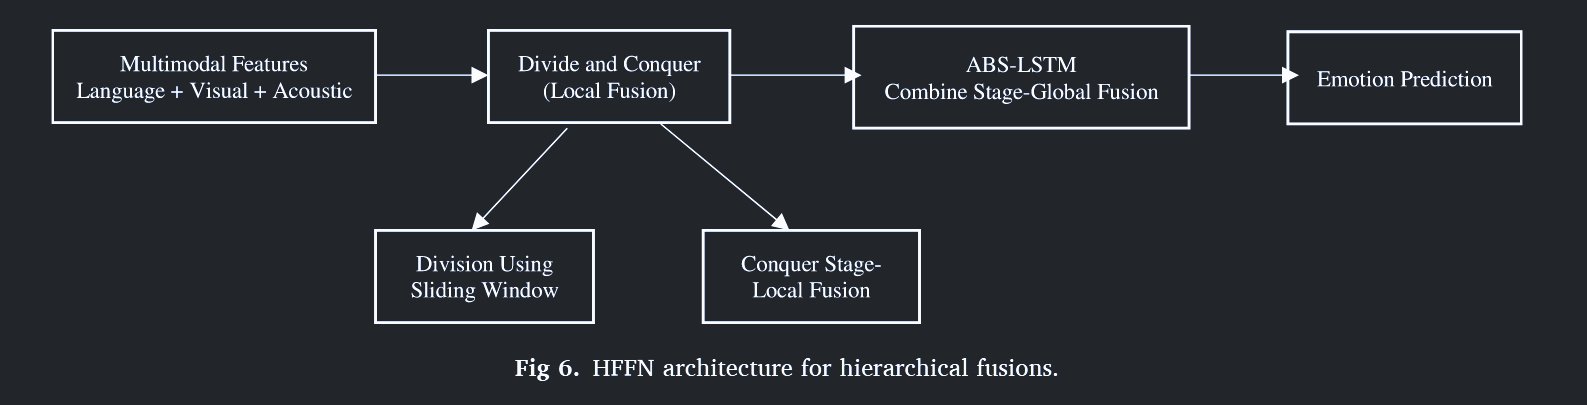 Multimodal Features
Language + Visual + Acoustic
Divide and Conquer
(Local Fusion)
ABS-LSTM
Combine Stage-Global Fusion
Emotion Prediction
Division Using
Sliding Window
Conquer Stage-
Local Fusion
Fig 6. HFFN architecture for hierarchical fusions.